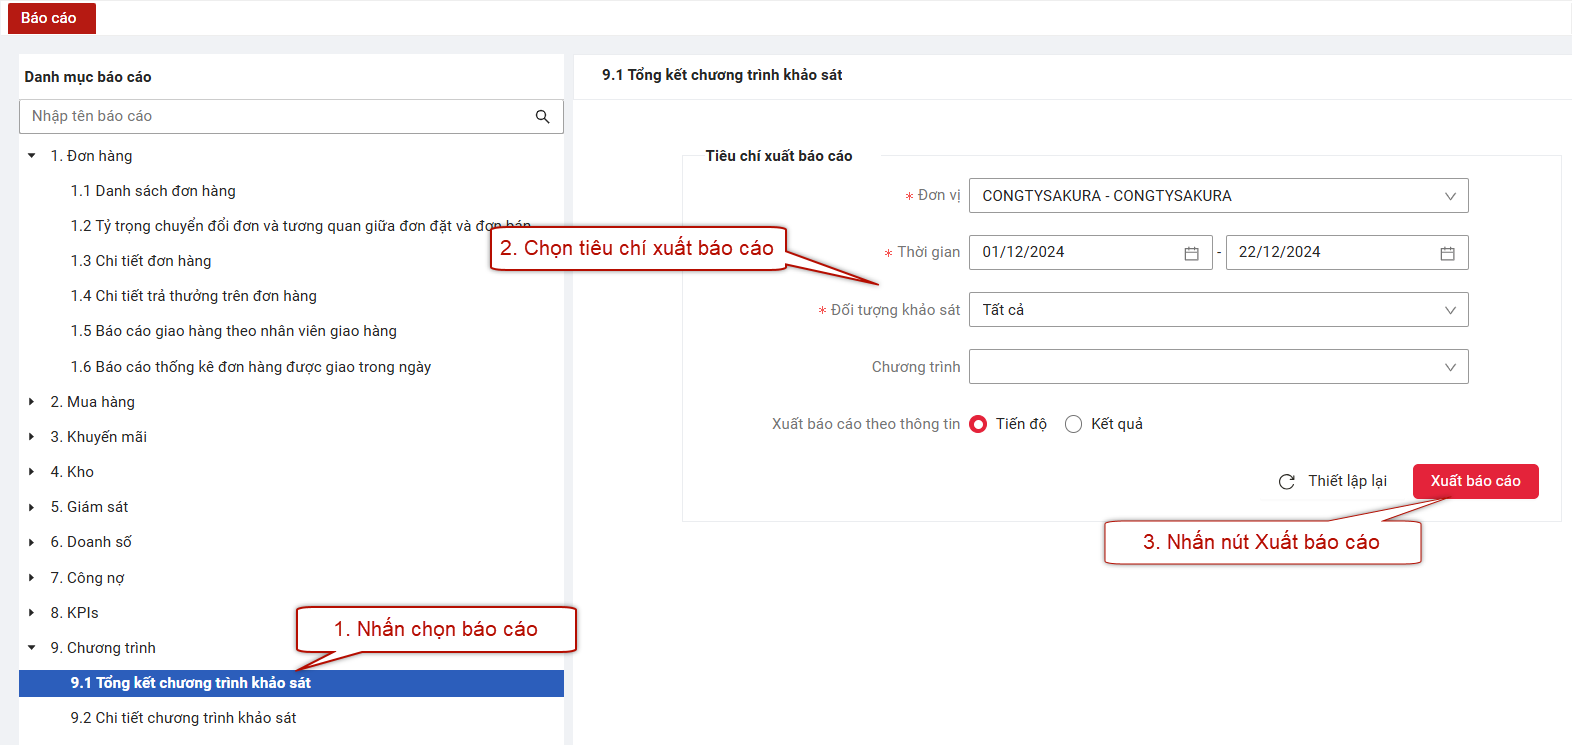 Báo cáo
Danh mục báo cáo
Nhập tên báo cáo
1. Đơn hàng
1.1 Danh sách đơn hàng
1.2 Tỷ trọng chuyển đổi đơn và tương quan giữa đơn đặt và đơn bán
1.3 Chi tiết đơn hàng
1.4 Chi tiết trả thưởng trên đơn hàng
1.5 Báo cáo giao hàng theo nhân viên giao hàng
1.6 Báo cáo thống kê đơn hàng được giao trong ngày
2. Mua hàng
3. Khuyến mãi
4. Kho
5. Giám sát
6. Doanh số
7. Công nợ
8. KPIs
1. Nhấn chọn báo cáo
9. Chương trình
9.1 Tổng kết chương trình khảo sát
9.2 Chi tiết chương trình khảo sát
9.1 Tổng kết chương trình khảo sát
Tiêu chí xuất báo cáo
* Đơn vị CONGTYSAKURA - CONGTYSAKURA
2. Chọn tiêu chí xuất báo cáo
* Thời gian 01/12/2024 - 22/12/2024
* Đối tượng khảo sát Tất cả
Chương trình
Xuất báo cáo theo thông tin Tiến độ Kết quả
Thiết lập lại Xuất báo cáo
3. Nhấn nút Xuất báo cáo